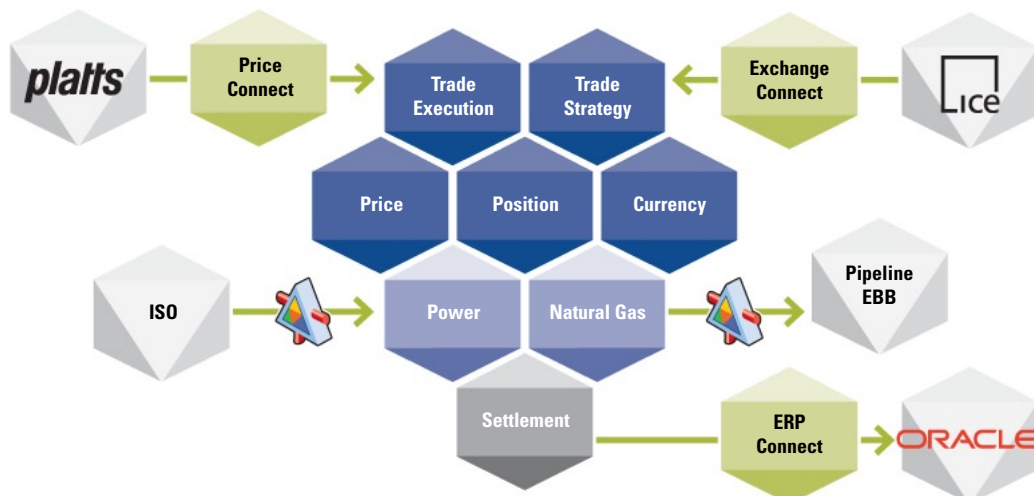 platts
Price
Connect
Trade
Execution
Trade
Strategy
Exchange
Connect
ice
Price
Position
Currency
ISO
Power
Natural Gas
Pipeline
EBB
Settlement
ERP
Connect
ORACLE